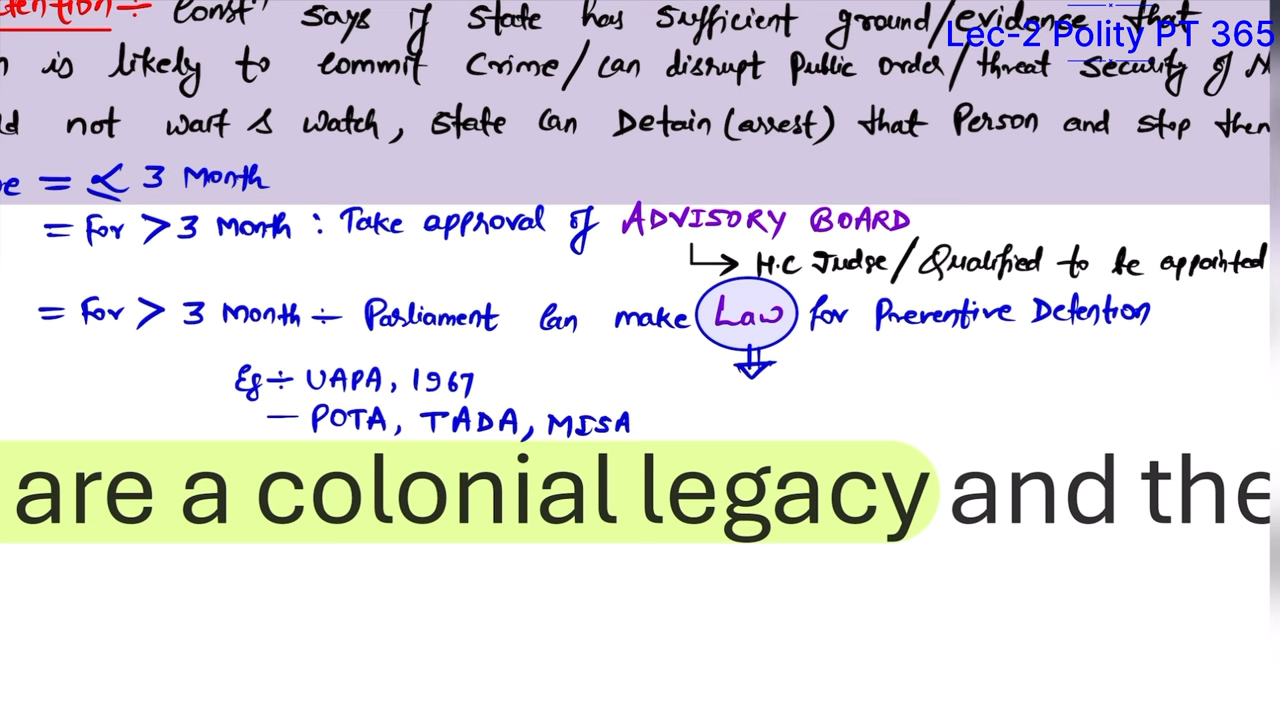 Const says if State has sufficient ground/evidence that
Lec-2 Polity PT 365
is likely to commit Crime/can disrupt Public order/threat Security of N
not wait & watch, State can Detain (arrest) that Person and stop them
= ≤ 3 Month
= For > 3 Month : Take approval of ADVISORY BOARD
↳ H.C Judge/Qualified to be appointed
= For > 3 Month ÷ Parliament Can make Law for Preventive Detention
Eg ÷ UAPA, 1967
— POTA, TADA, MISA
are a colonial legacy and the